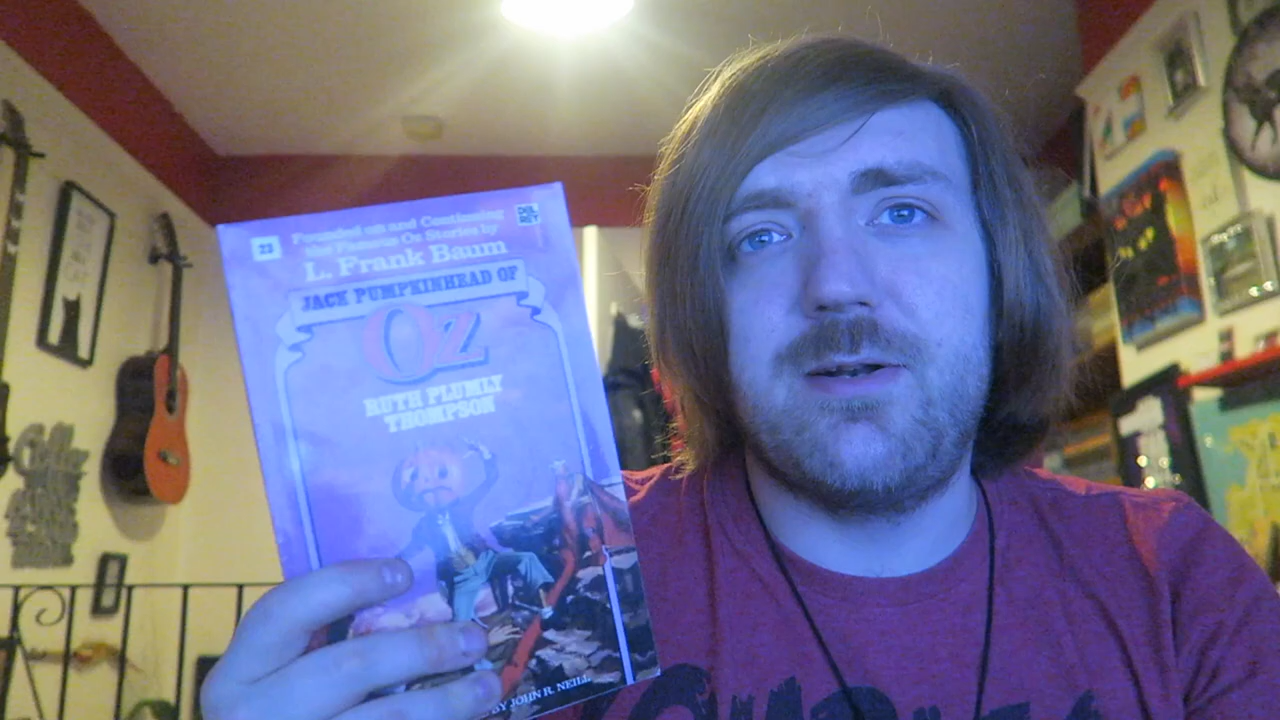 23
Founded on and Continuing
the Famous Oz Stories by
L. Frank Baum
DEL
REY
JACK PUMPKINHEAD OF
Oz
RUTH PLUMLY
THOMPSON
BY JOHN R. NEILL